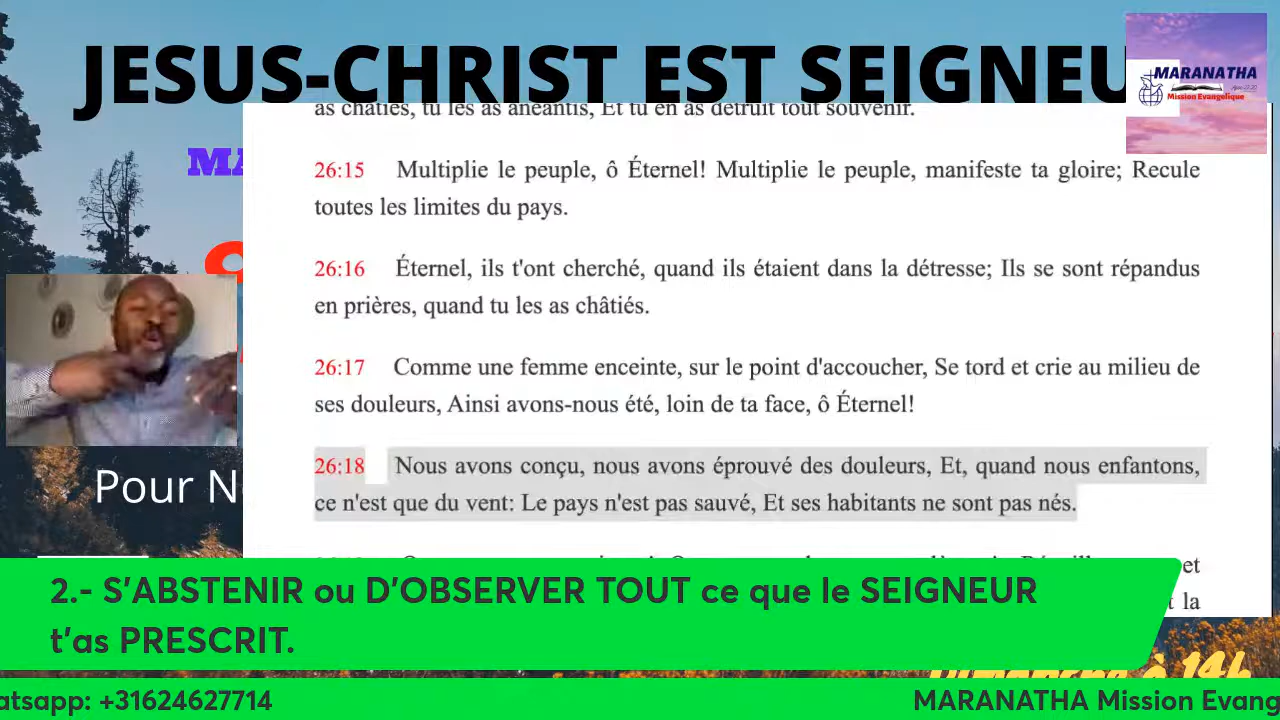 JESUS-CHRIST EST SEIGNEU
MARANATHA
Mission Evangelique
as châtiés, tu les as anéantis, Et tu en as détruit tout souvenir.
MA
26:15 Multiplie le peuple, ô Éternel! Multiplie le peuple, manifeste ta gloire; Recule
toutes les limites du pays.
26:16 Éternel, ils t'ont cherché, quand ils étaient dans la détresse; Ils se sont répandus
en prières, quand tu les as châtiés.
26:17 Comme une femme enceinte, sur le point d'accoucher, Se tord et crie au milieu de
ses douleurs, Ainsi avons-nous été, loin de ta face, ô Éternel!
26:18 Nous avons conçu, nous avons éprouvé des douleurs, Et, quand nous enfantons,
ce n'est que du vent: Le pays n'est pas sauvé, Et ses habitants ne sont pas nés.
Pour N
et
la
2.- S'ABSTENIR ou D'OBSERVER TOUT ce que le SEIGNEUR
t'as PRESCRIT.
atsapp: +31624627714
MARANATHA Mission Evang